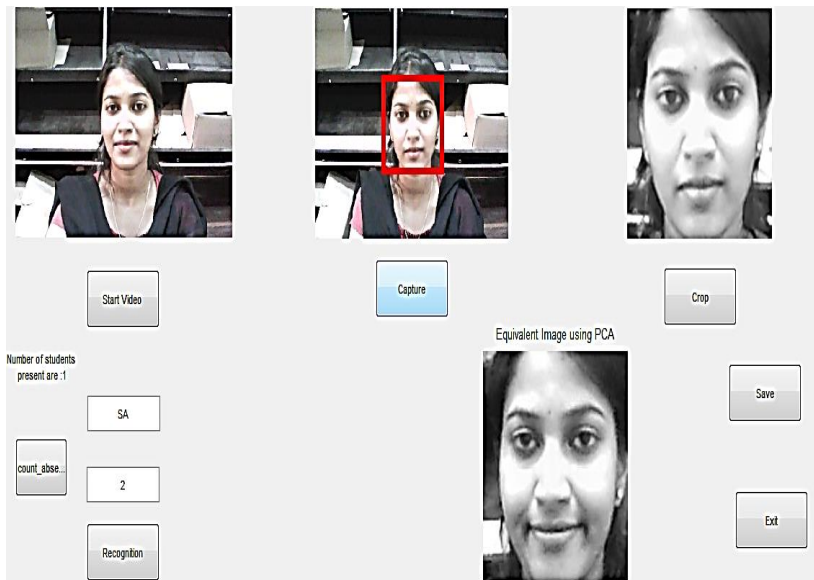 Start Video
Capture
Crop
Equivalent Image using PCA
Number of students
present are :1
SA
Save
count_abse...
2
Exit
Recognition